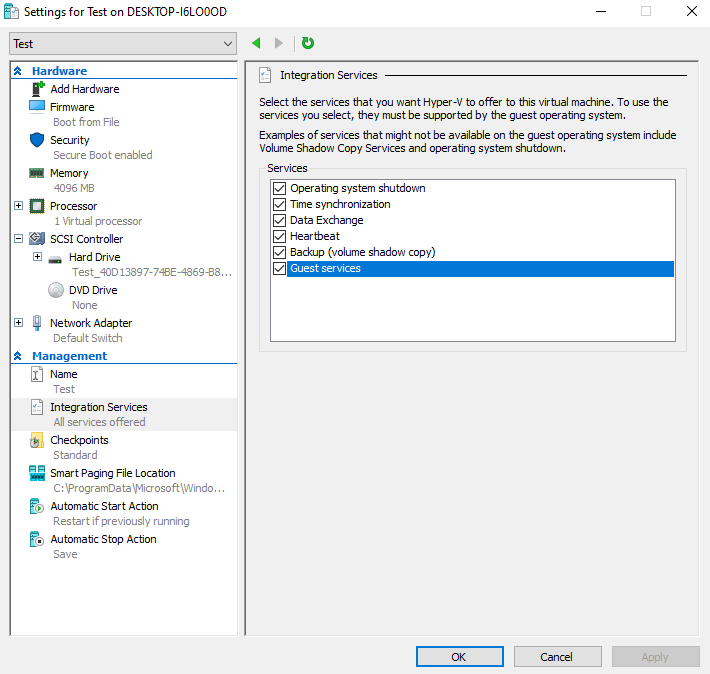 Settings for Test on DESKTOP-I6LO0OD
Test
Hardware
Add Hardware
Firmware
Boot from File
Security
Secure Boot enabled
Memory
4096 MB
Processor
1 Virtual processor
SCSI Controller
Hard Drive
Test_40D13897-74BE-4869-B8...
DVD Drive
None
Network Adapter
Default Switch
Management
Name
Test
Integration Services
All services offered
Checkpoints
Standard
Smart Paging File Location
C:\ProgramData\Microsoft\Windo...
Automatic Start Action
Restart if previously running
Automatic Stop Action
Save
Integration Services
Select the services that you want Hyper-V to offer to this virtual machine. To use the
services you select, they must be supported by the guest operating system.
Examples of services that might not be available on the guest operating system include
Volume Shadow Copy Services and operating system shutdown.
Services
Operating system shutdown
Time synchronization
Data Exchange
Heartbeat
Backup (volume shadow copy)
Guest services
OK
Cancel
Apply